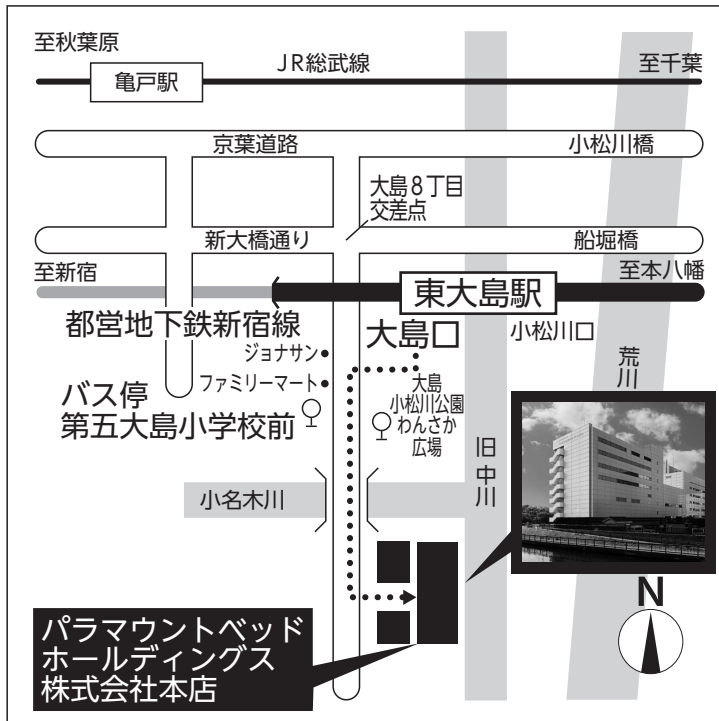 至秋葉原
JR総武線
至千葉
亀戸駅
京葉道路
小松川橋
大島8丁目
交差点
新大橋通り
船堀橋
至新宿
至本八幡
東大島駅
都営地下鉄新宿線
大島口
小松川口
ジョナサン
ファミリーマート
バス停
第五大島小学校前
大島
小松川公園
わんさか
広場
荒川
旧中川
小名木川
N
パラマウントベッド
ホールディングス
株式会社本店